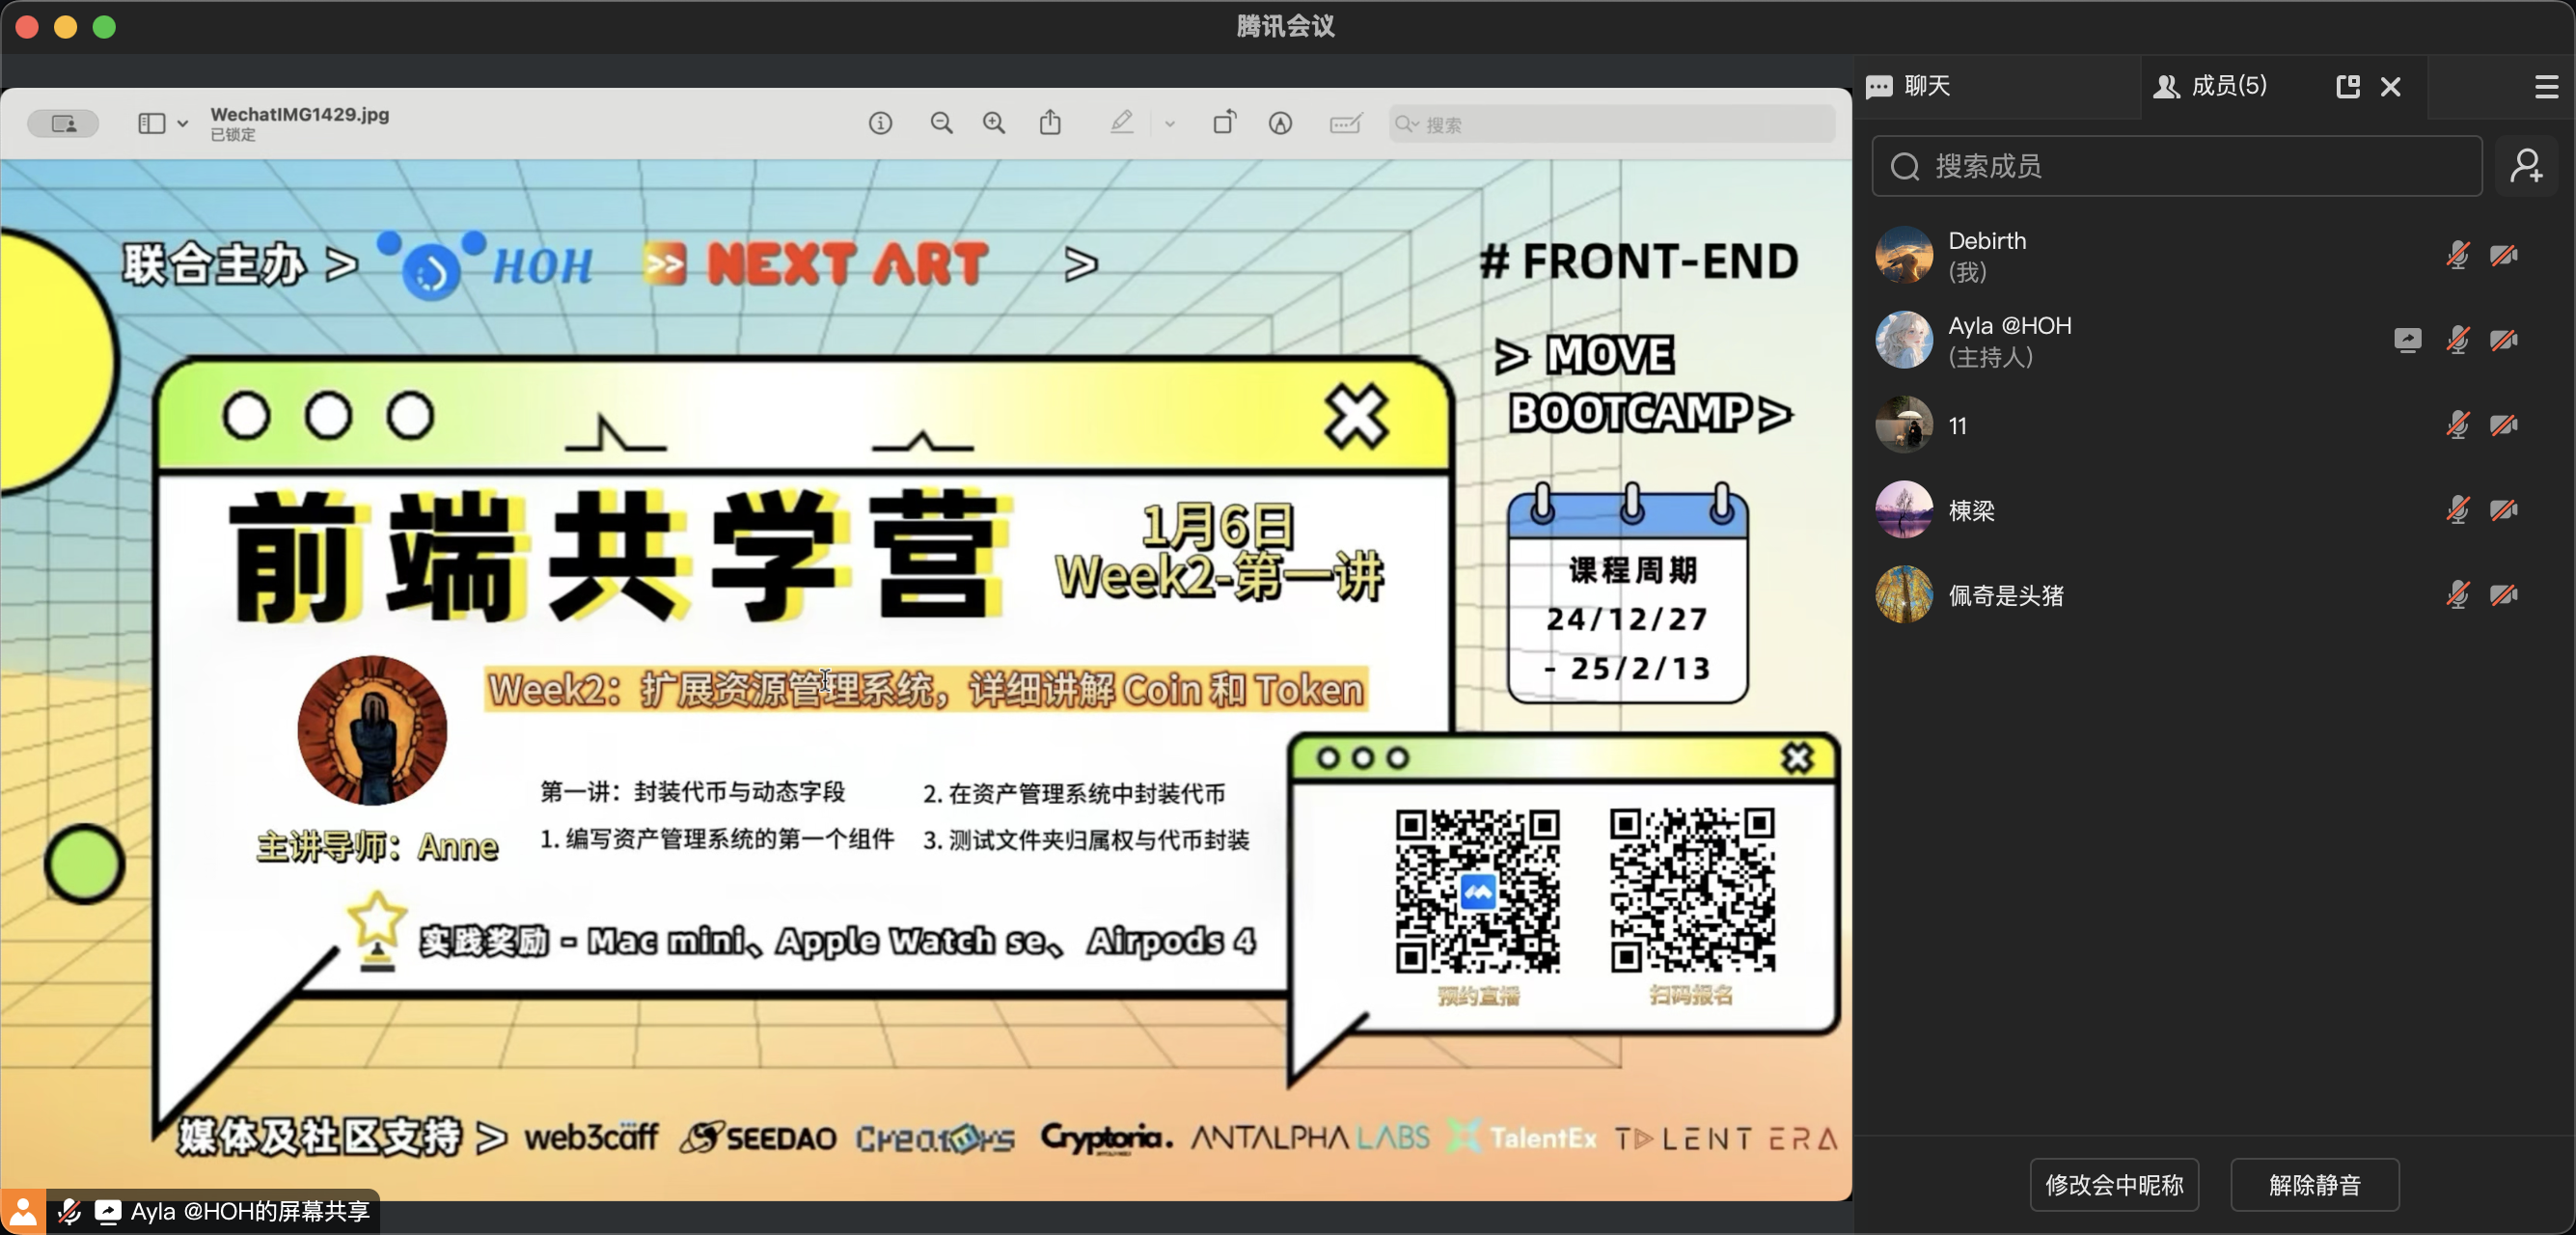 腾讯会议
WechatIMG1429.jpg
已锁定
搜索
联合主办 > HOH >> NEXT ART >
# FRONT-END
> MOVE
BOOTCAMP >
前端共学营
1月6日
Week2-第一讲
课程周期
24/12/27
- 25/2/13
Week2：扩展资源管理系统，详细讲解 Coin 和 Token
主讲导师：Anne
第一讲：封装代币与动态字段
1. 编写资产管理系统的第一个组件
2. 在资产管理系统中封装代币
3. 测试文件夹归属权与代币封装
实践奖励 - Mac mini、Apple Watch se、 Airpods 4
预约直播
扫码报名
媒体及社区支持 > web3caff SEEDAO Creators Cryptoria. ANTALPHA LABS TalentEx TALENT ERA
Ayla @HOH的屏幕共享
聊天
成员(5)
搜索成员
Debirth
(我)
Ayla @HOH
(主持人)
11
棟梁
佩奇是头猪
修改会中昵称
解除静音